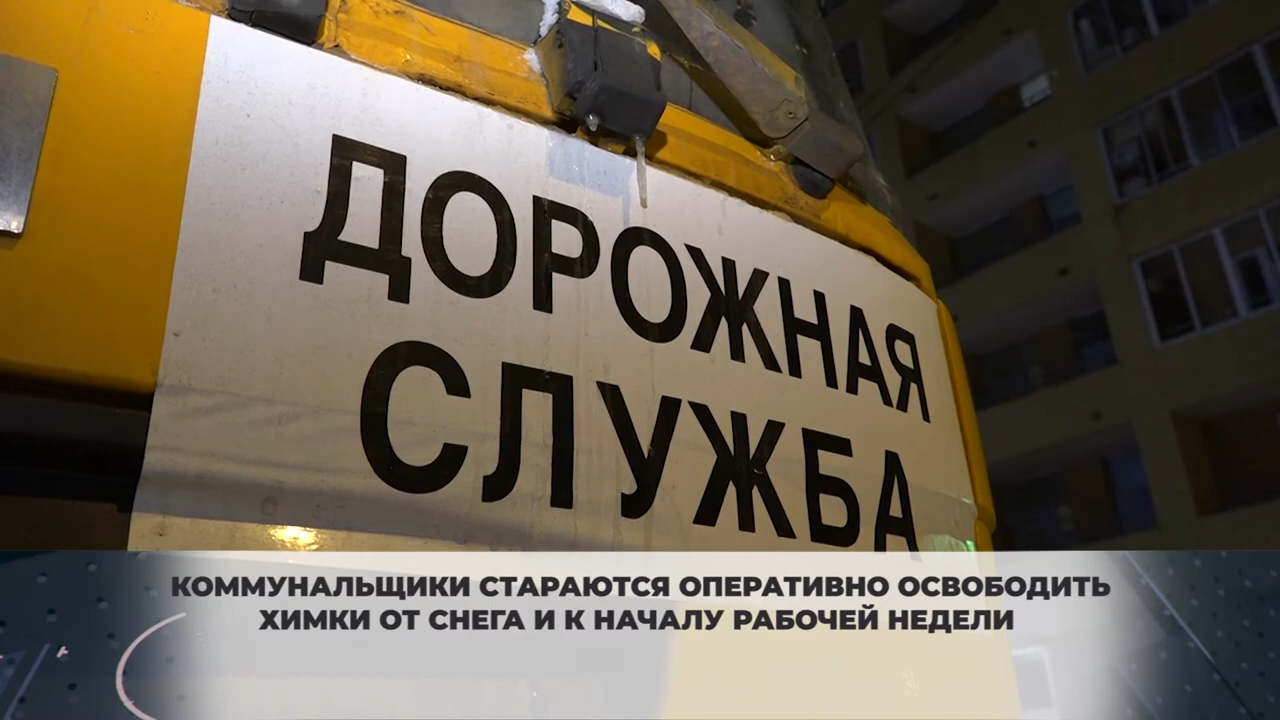 ДОРОЖНАЯ
СЛУЖБА
КОММУНАЛЬЩИКИ СТАРАЮТСЯ ОПЕРАТИВНО ОСВОБОДИТЬ
ХИМКИ ОТ СНЕГА И К НАЧАЛУ РАБОЧЕЙ НЕДЕЛИ